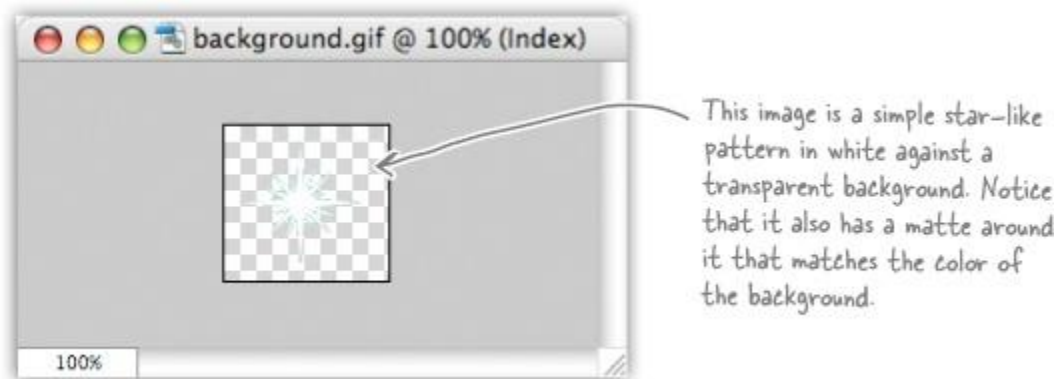 background.gif @ 100% (Index)
This image is a simple star-like
pattern in white against a
transparent background. Notice
that it also has a matte around
it that matches the color of
the background.
100%